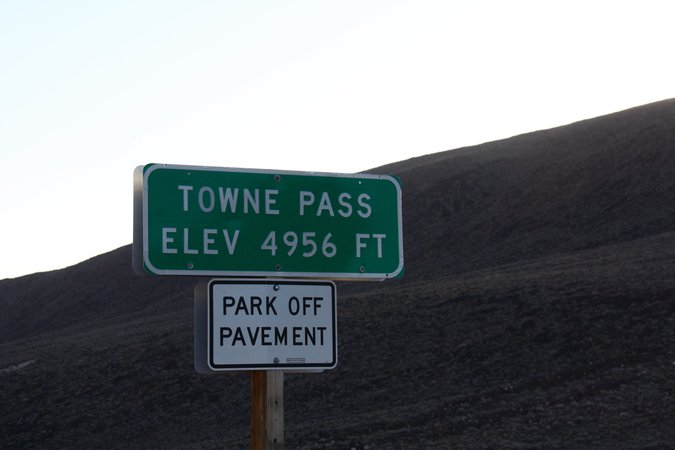 TOWNE PASS
ELEV 4956 FT
PARK OFF
PAVEMENT